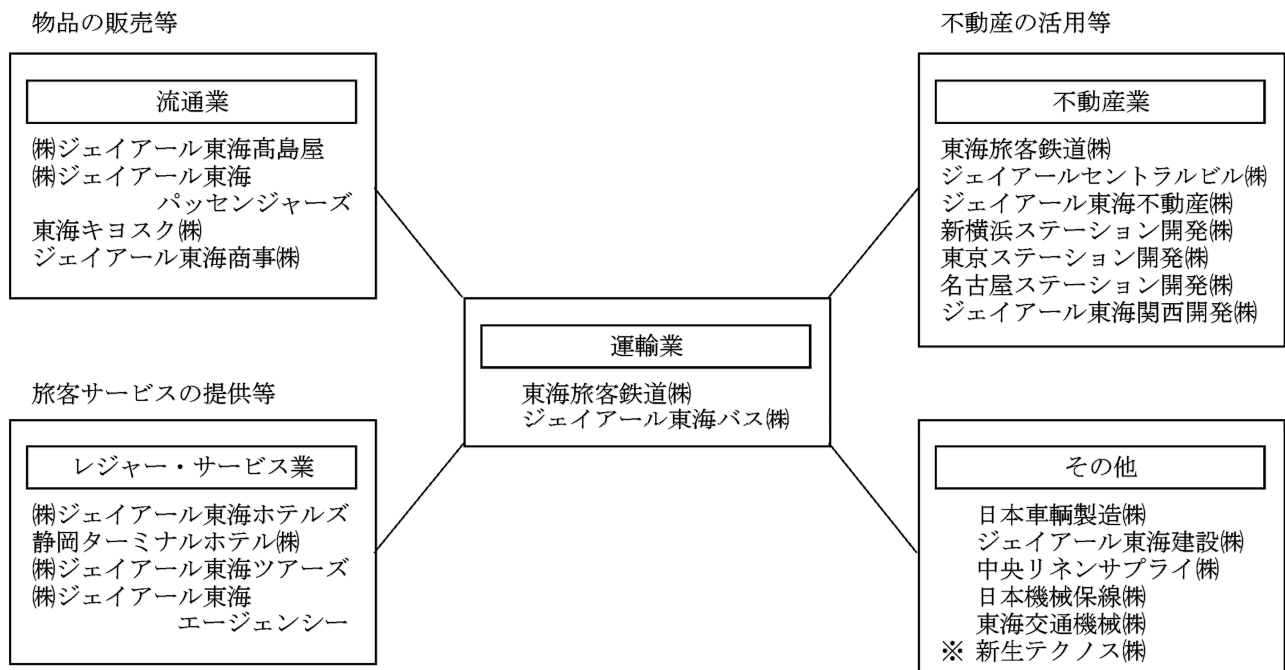 物品の販売等
流通業
㈱ジェイアール東海髙島屋
㈱ジェイアール東海
パッセンジャーズ
東海キヨスク㈱
ジェイアール東海商事㈱
不動産の活用等
不動産業
東海旅客鉄道㈱
ジェイアールセントラルビル㈱
ジェイアール東海不動産㈱
新横浜ステーション開発㈱
東京ステーション開発㈱
名古屋ステーション開発㈱
ジェイアール東海関西開発㈱
運輸業
東海旅客鉄道㈱
ジェイアール東海バス㈱
旅客サービスの提供等
レジャー・サービス業
㈱ジェイアール東海ホテルズ
静岡ターミナルホテル㈱
㈱ジェイアール東海ツアーズ
㈱ジェイアール東海
エージェンシー
その他
日本車輌製造㈱
ジェイアール東海建設㈱
中央リネンサプライ㈱
日本機械保線㈱
東海交通機械㈱
※ 新生テクノス㈱